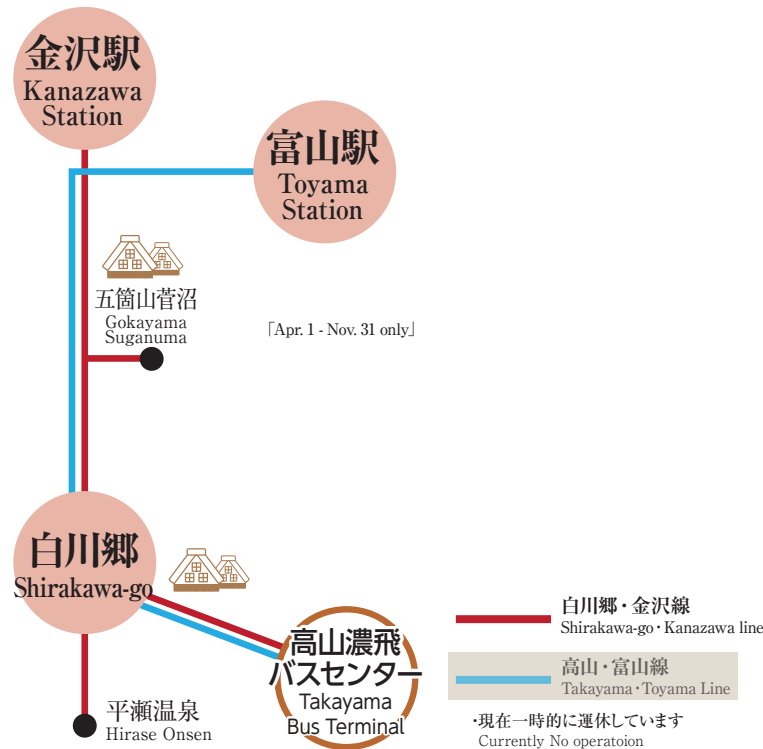 金沢駅
Kanazawa
Station
富山駅
Toyama
Station
五箇山菅沼
Gokayama
Suganuma
「Apr. 1 - Nov. 31 only」
白川郷
Shirakawa-go
高山濃飛
バスセンター
Takayama
Bus Terminal
平瀬温泉
Hirase Onsen
白川郷・金沢線
Shirakawa-go・Kanazawa line
高山・富山線
Takayama・Toyama Line
・現在一時的に運休しています
Currently No operatoion